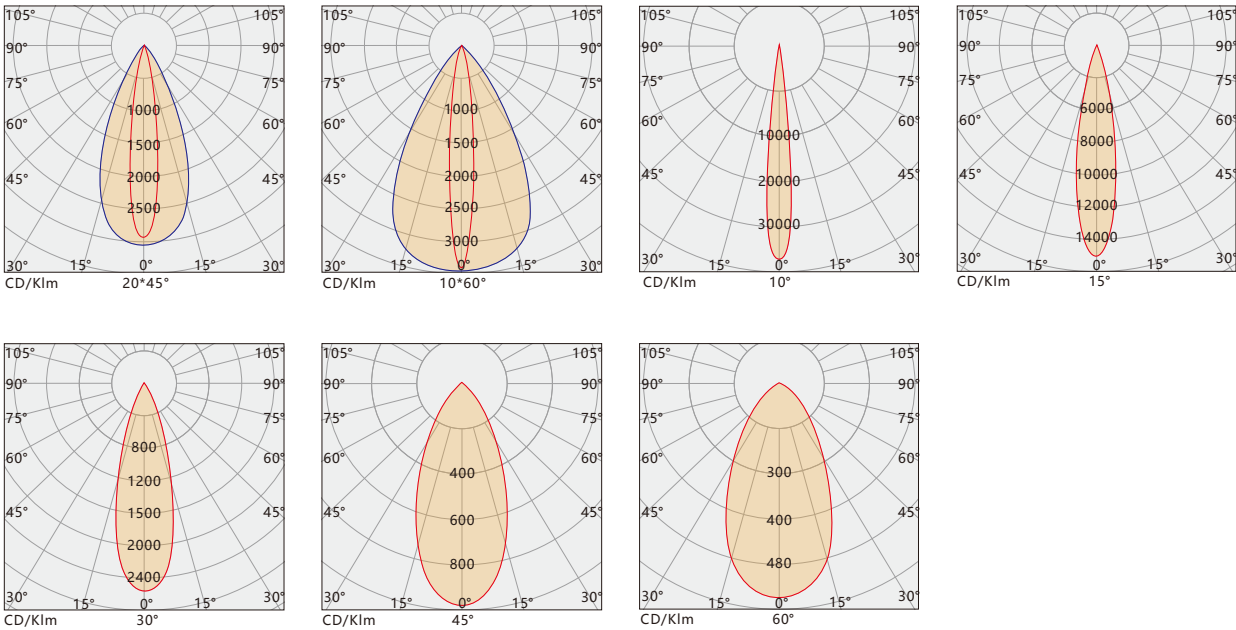 105° 105° 105° 105° 105° 105° 105° 105°
90° 90° 90° 90° 90° 90° 90° 90°
75° 75° 75° 75° 75° 75° 75° 75°
1000 1000 10000 6000
60° 60° 60° 60° 60° 60° 60° 60°
1500 1500 8000
45° 2000 45° 45° 2000 45° 45° 20000 45° 45° 10000 45°
2500 2500 30000 12000
3000 14000
30° 15° 0° 15° 30° 30° 15° 0° 15° 30° 30° 15° 0° 15° 30° 30° 15° 0° 15° 30°
CD/Klm 20*45° CD/Klm 10*60° CD/Klm 10° CD/Klm 15°
105° 105° 105° 105° 105° 105°
90° 90° 90° 90° 90° 90°
75° 75° 75° 75° 75° 75°
800
60° 60° 60° 60° 60° 60°
1200 400 300
45° 1500 45° 45° 600 45° 45° 400 45°
2000
2400 800 480
30° 15° 0° 15° 30° 30° 15° 0° 15° 30° 30° 15° 0° 15° 30°
CD/Klm 30° CD/Klm 45° CD/Klm 60°